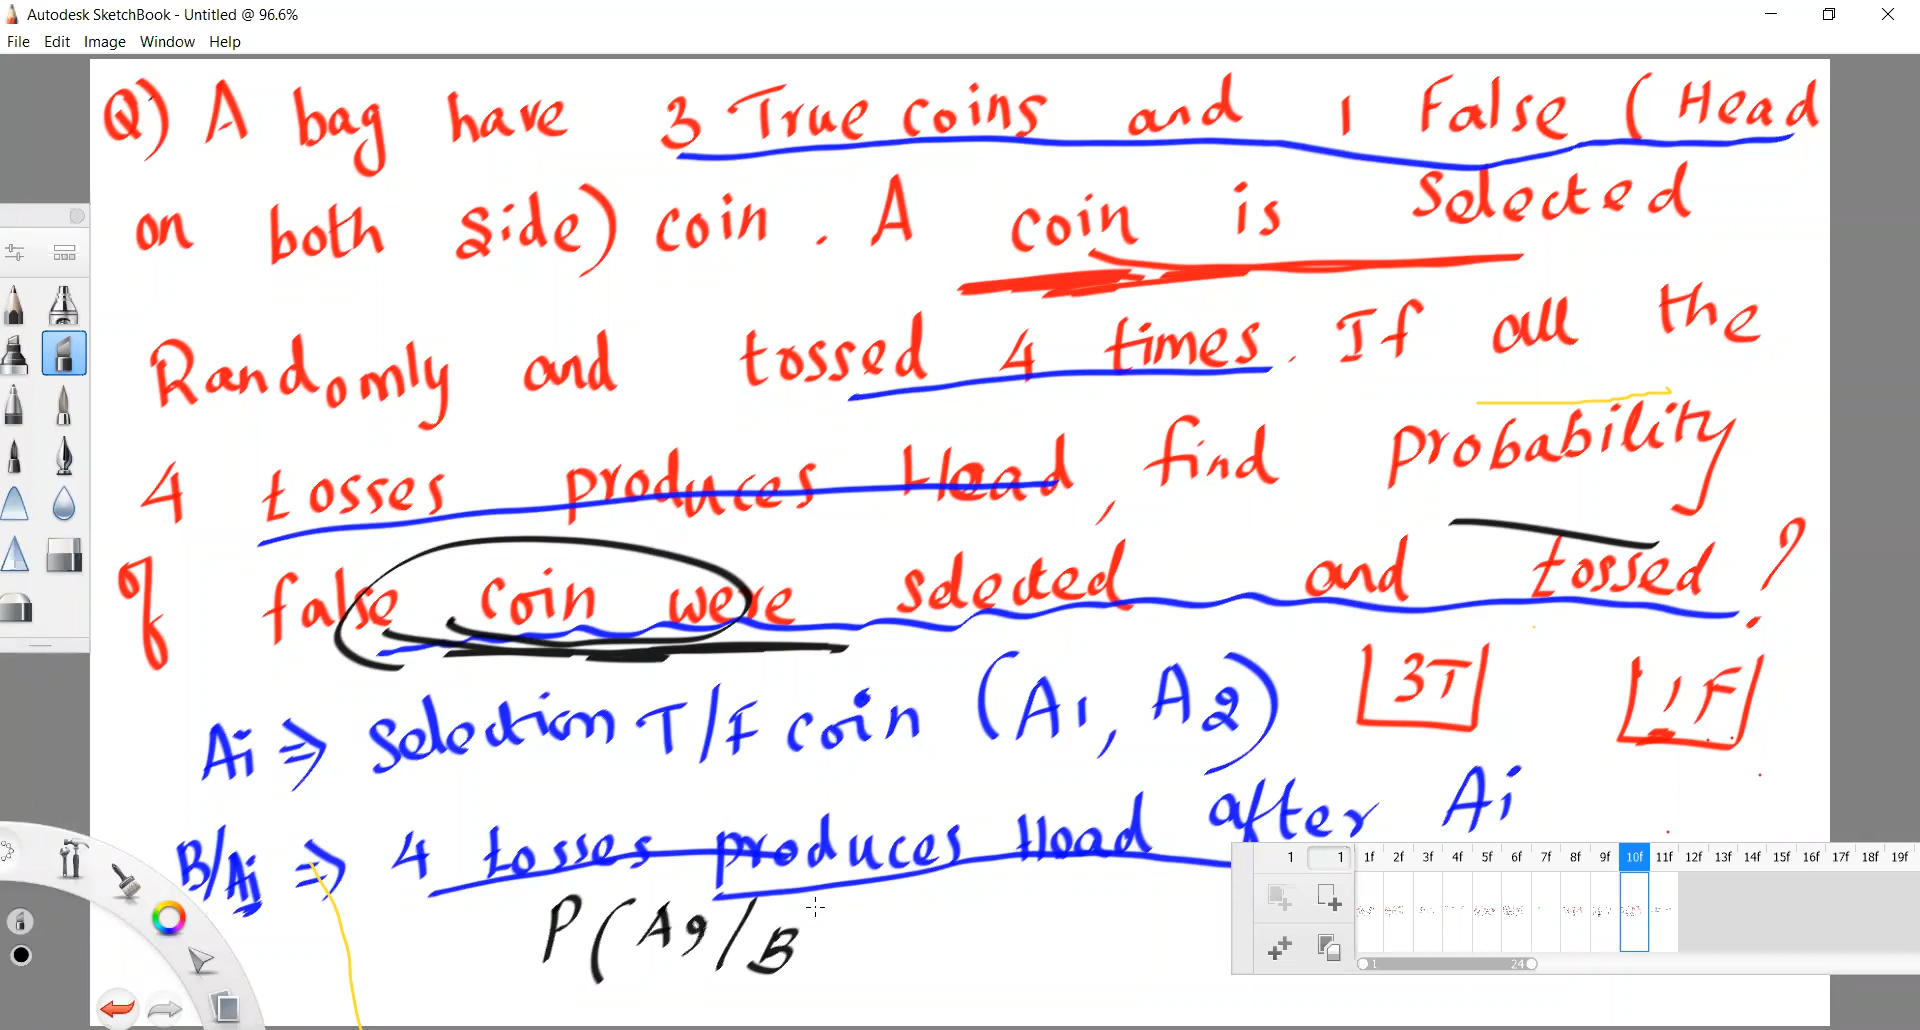 Autodesk SketchBook - Untitled @ 96.6%
File Edit Image Window Help
Q) A bag have 3 True coins and 1 False (Head
on both side) coin. A coin is Selected
Randomly and tossed 4 times. If all the
4 tosses produces Head, find probability
of false coin were selected and tossed?
3T 1F
Ai ⇒ Selection T/F coin (A1, A2)
B/Ai ⇒ 4 tosses produces Head after Ai
P(A2/B
1 1 1f 2f 3f 4f 5f 6f 7f 8f 9f 10f 11f 12f 13f 14f 15f 16f 17f 18f 19f
1 24